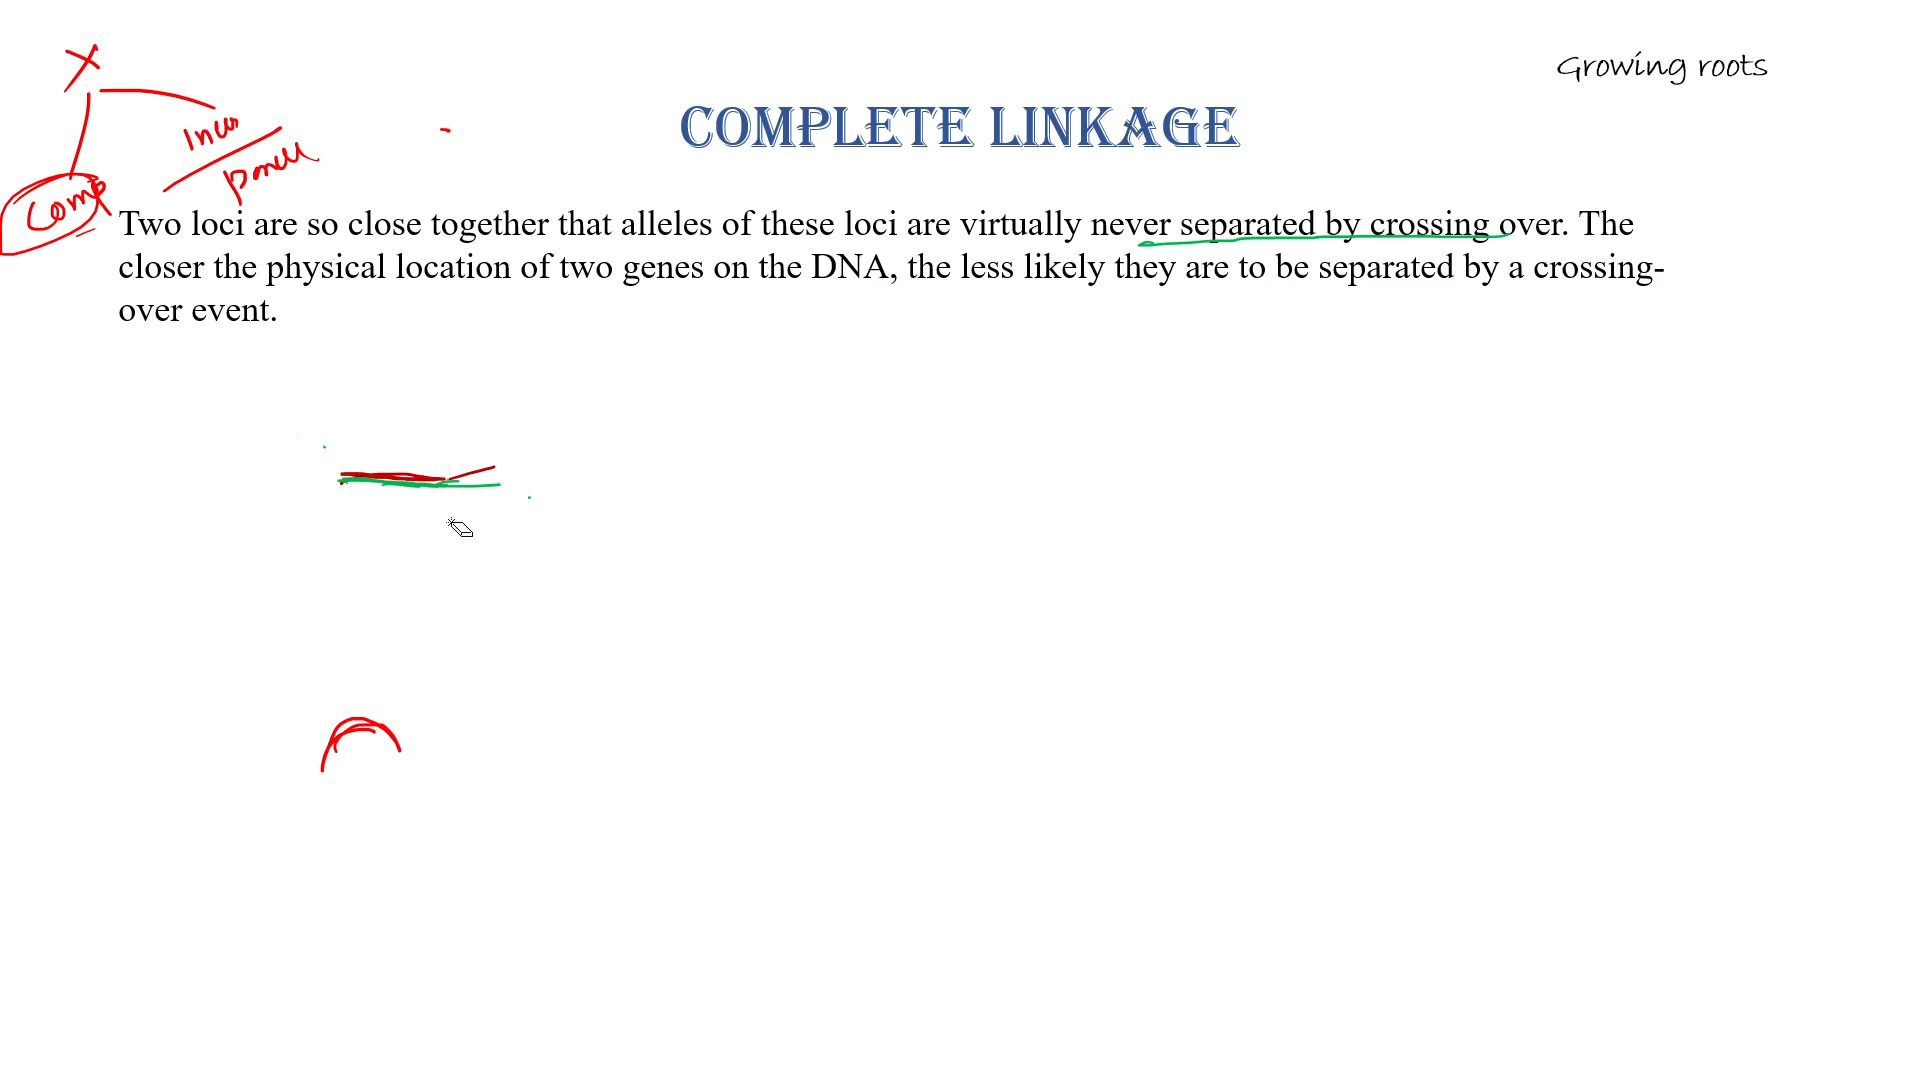 Growing roots
COMPLETE LINKAGE
Comp
Two loci are so close together that alleles of these loci are virtually never separated by crossing over. The
closer the physical location of two genes on the DNA, the less likely they are to be separated by a crossing-
over event.